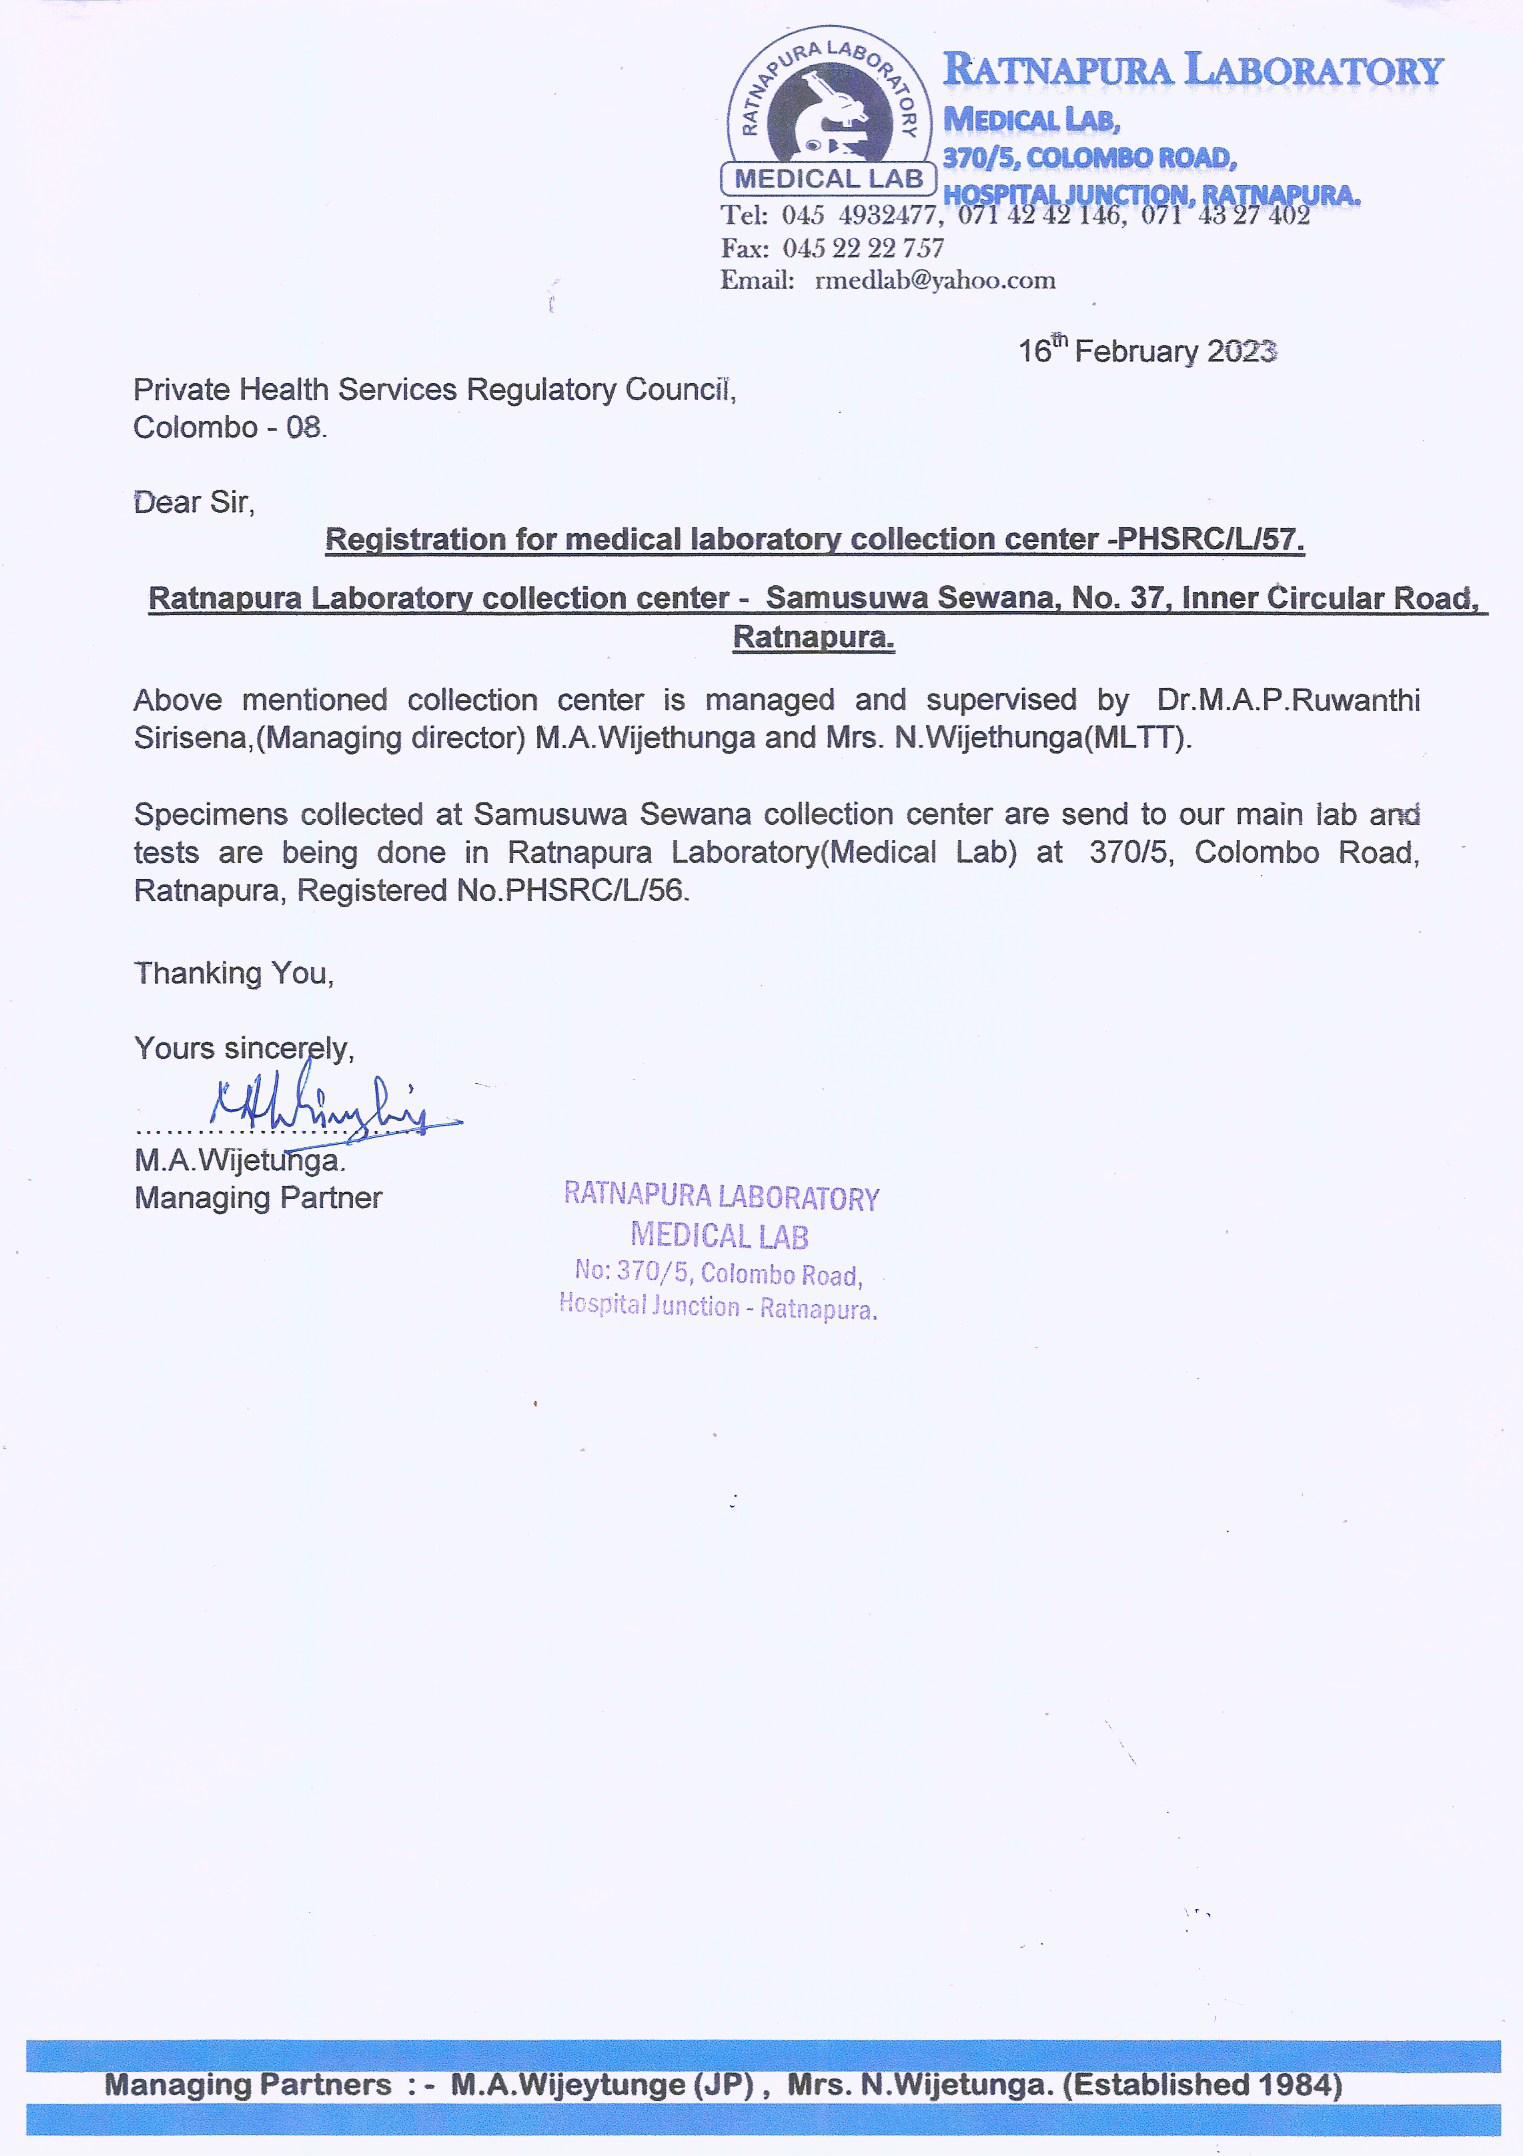 RATNAPURA LABORATORY
MEDICAL LAB
RATNAPURA LABORATORY
MEDICAL LAB,
370/5, COLOMBO ROAD,
HOSPITAL JUNCTION, RATNAPURA.
Tel: 045 4932477, 071 42 42 146, 071 43 27 402
Fax: 045 22 22 757
Email: rmedlab@yahoo.com
16th February 2023
Private Health Services Regulatory Council,
Colombo - 08.
Dear Sir,
Registration for medical laboratory collection center -PHSRC/L/57.
Ratnapura Laboratory collection center - Samusuwa Sewana, No. 37, Inner Circular Road,
Ratnapura.
Above mentioned collection center is managed and supervised by Dr.M.A.P.Ruwanthi
Sirisena,(Managing director) M.A.Wijethunga and Mrs. N.Wijethunga(MLTT).
Specimens collected at Samusuwa Sewana collection center are send to our main lab and
tests are being done in Ratnapura Laboratory(Medical Lab) at 370/5, Colombo Road,
Ratnapura, Registered No.PHSRC/L/56.
Thanking You,
Yours sincerely,
M.A.Wijetunga.
Managing Partner
RATNAPURA LABORATORY
MEDICAL LAB
No: 370/5, Colombo Road,
Hospital Junction - Ratnapura.
Managing Partners : - M.A.Wijeytunge (JP) , Mrs. N.Wijetunga. (Established 1984)